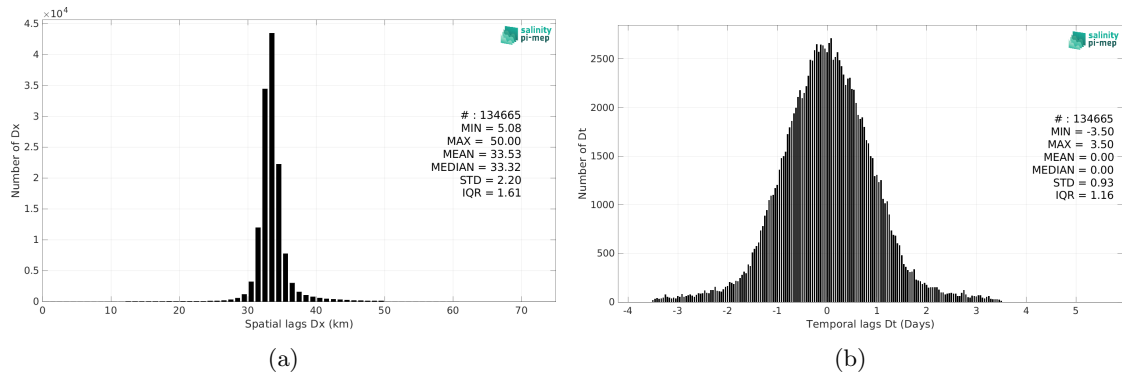 ×10⁴
4.5
4
3.5
3
2.5
2
1.5
1
0.5
0
Number of Dx
salinity
pi-mep
# : 134665
MIN = 5.08
MAX = 50.00
MEAN = 33.53
MEDIAN = 33.32
STD = 2.20
IQR = 1.61
0 10 20 30 40 50 60 70
Spatial lags Dx (km)
(a)
2500
2000
1500
1000
500
0
Number of Dt
salinity
pi-mep
# : 134665
MIN = -3.50
MAX = 3.50
MEAN = 0.00
MEDIAN = 0.00
STD = 0.93
IQR = 1.16
-4 -3 -2 -1 0 1 2 3 4 5
Temporal lags Dt (Days)
(b)